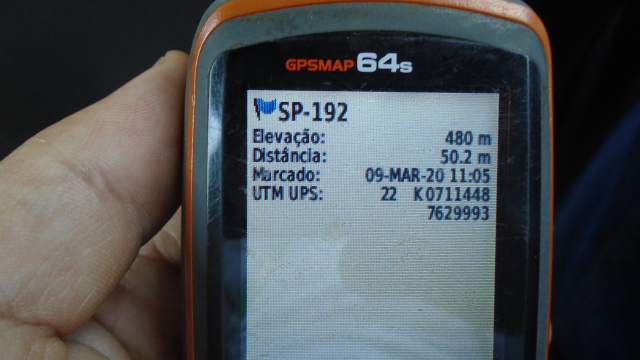 GPSMAP 64s
SP-192
Elevação: 480 m
Distância: 50.2 m
Marcado: 09-MAR-20 11:05
UTM UPS: 22 K 0711448
7629993